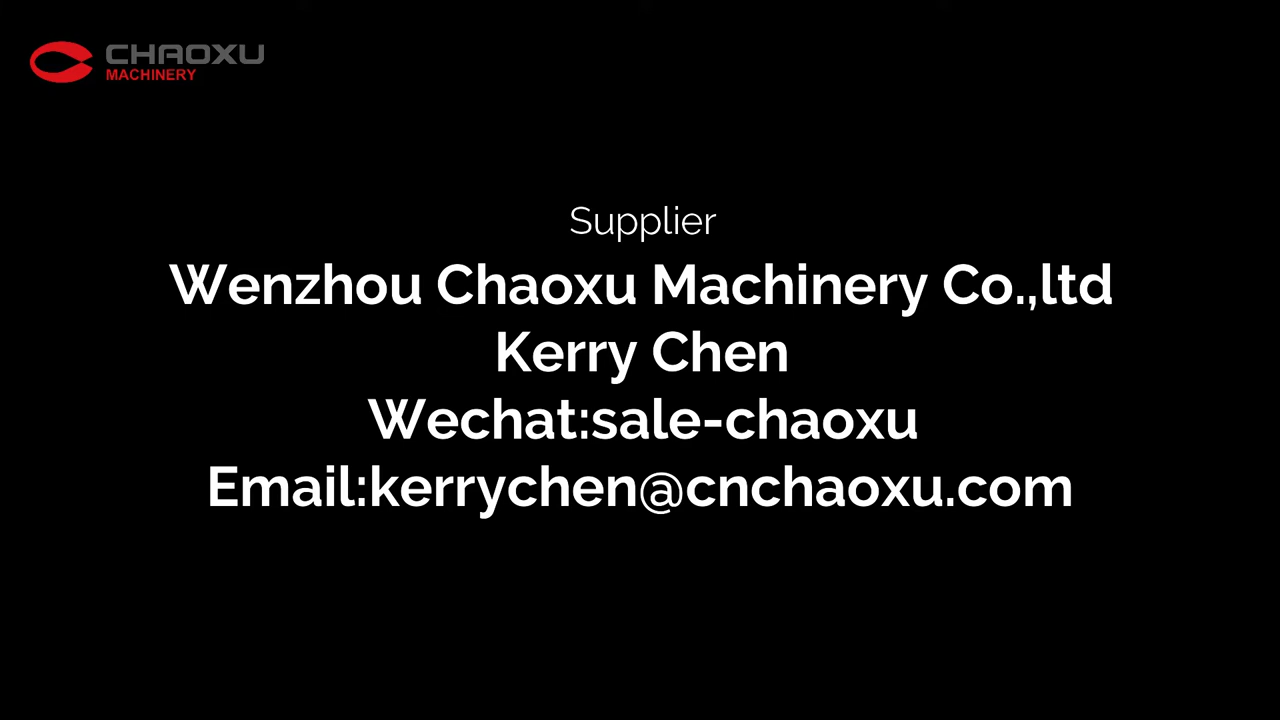 CHAOXU
MACHINERY
Supplier
Wenzhou Chaoxu Machinery Co.,ltd
Kerry Chen
Wechat:sale-chaoxu
Email:kerrychen@cnchaoxu.com